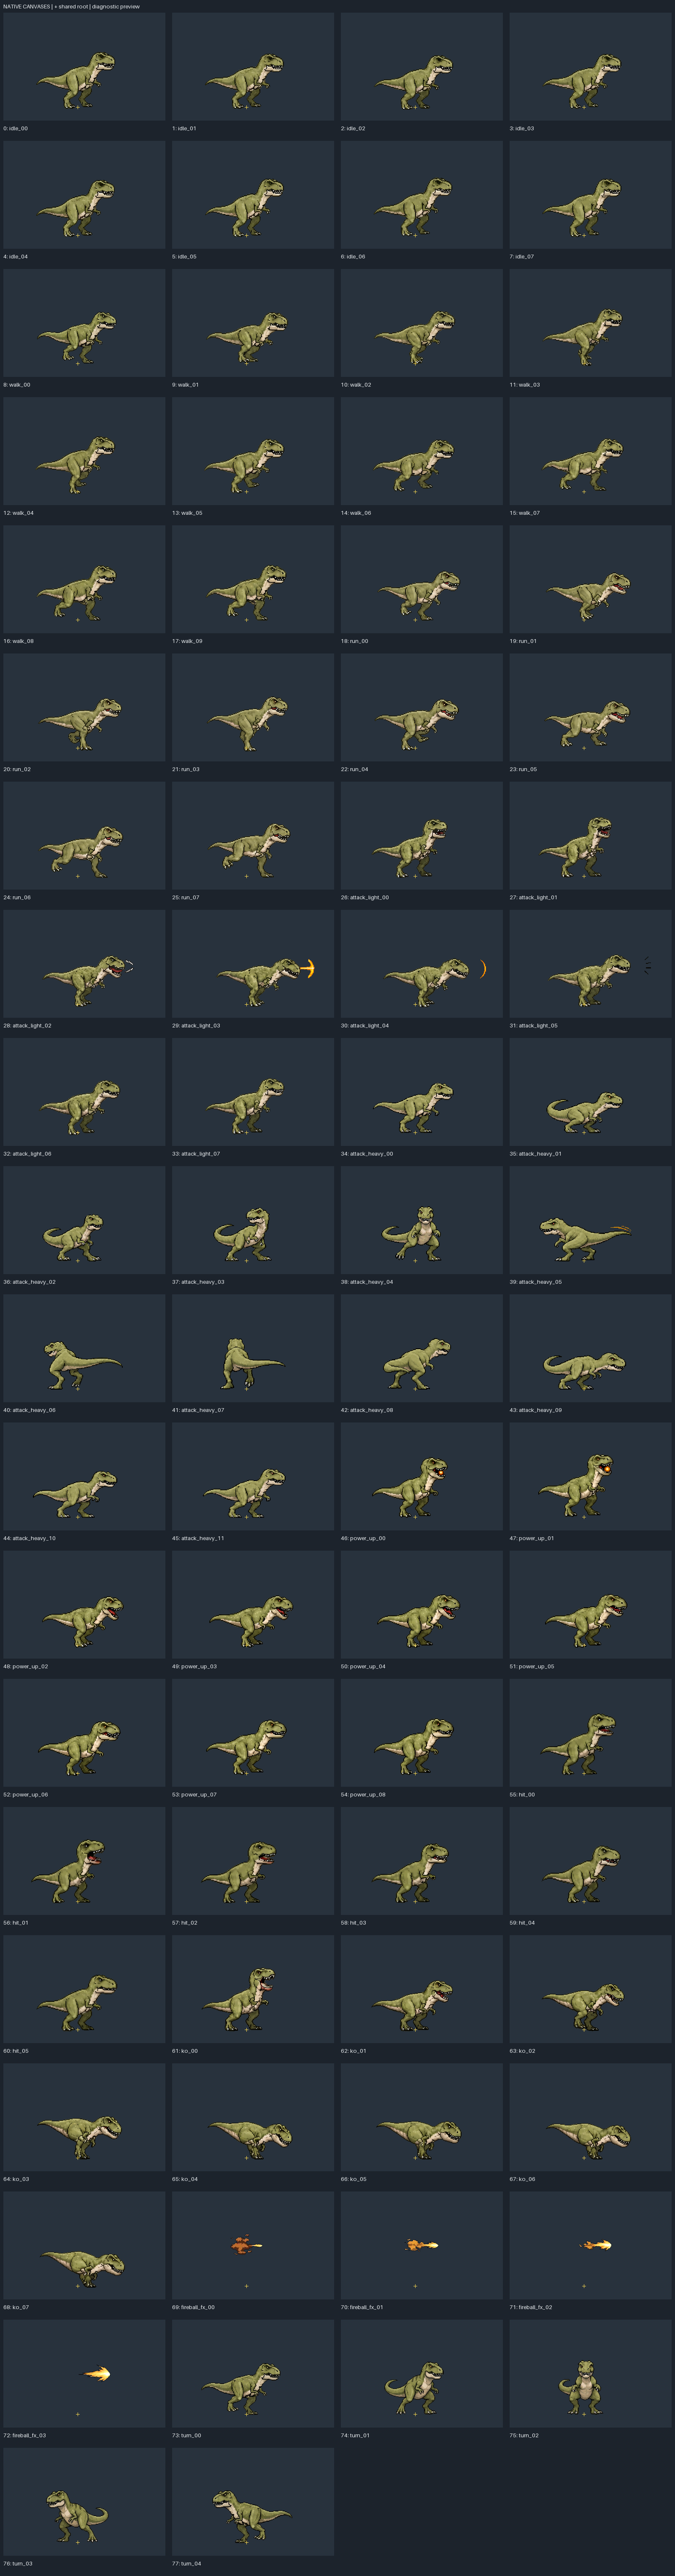 NATIVE CANVASES | + shared root | diagnostic preview
0: idle_00 1: idle_01 2: idle_02 3: idle_03
4: idle_04 5: idle_05 6: idle_06 7: idle_07
8: walk_00 9: walk_01 10: walk_02 11: walk_03
12: walk_04 13: walk_05 14: walk_06 15: walk_07
16: walk_08 17: walk_09 18: run_00 19: run_01
20: run_02 21: run_03 22: run_04 23: run_05
24: run_06 25: run_07 26: attack_light_00 27: attack_light_01
28: attack_light_02 29: attack_light_03 30: attack_light_04 31: attack_light_05
32: attack_light_06 33: attack_light_07 34: attack_heavy_00 35: attack_heavy_01
36: attack_heavy_02 37: attack_heavy_03 38: attack_heavy_04 39: attack_heavy_05
40: attack_heavy_06 41: attack_heavy_07 42: attack_heavy_08 43: attack_heavy_09
44: attack_heavy_10 45: attack_heavy_11 46: power_up_00 47: power_up_01
48: power_up_02 49: power_up_03 50: power_up_04 51: power_up_05
52: power_up_06 53: power_up_07 54: power_up_08 55: hit_00
56: hit_01 57: hit_02 58: hit_03 59: hit_04
60: hit_05 61: ko_00 62: ko_01 63: ko_02
64: ko_03 65: ko_04 66: ko_05 67: ko_06
68: ko_07 69: fireball_fx_00 70: fireball_fx_01 71: fireball_fx_02
72: fireball_fx_03 73: turn_00 74: turn_01 75: turn_02
76: turn_03 77: turn_04